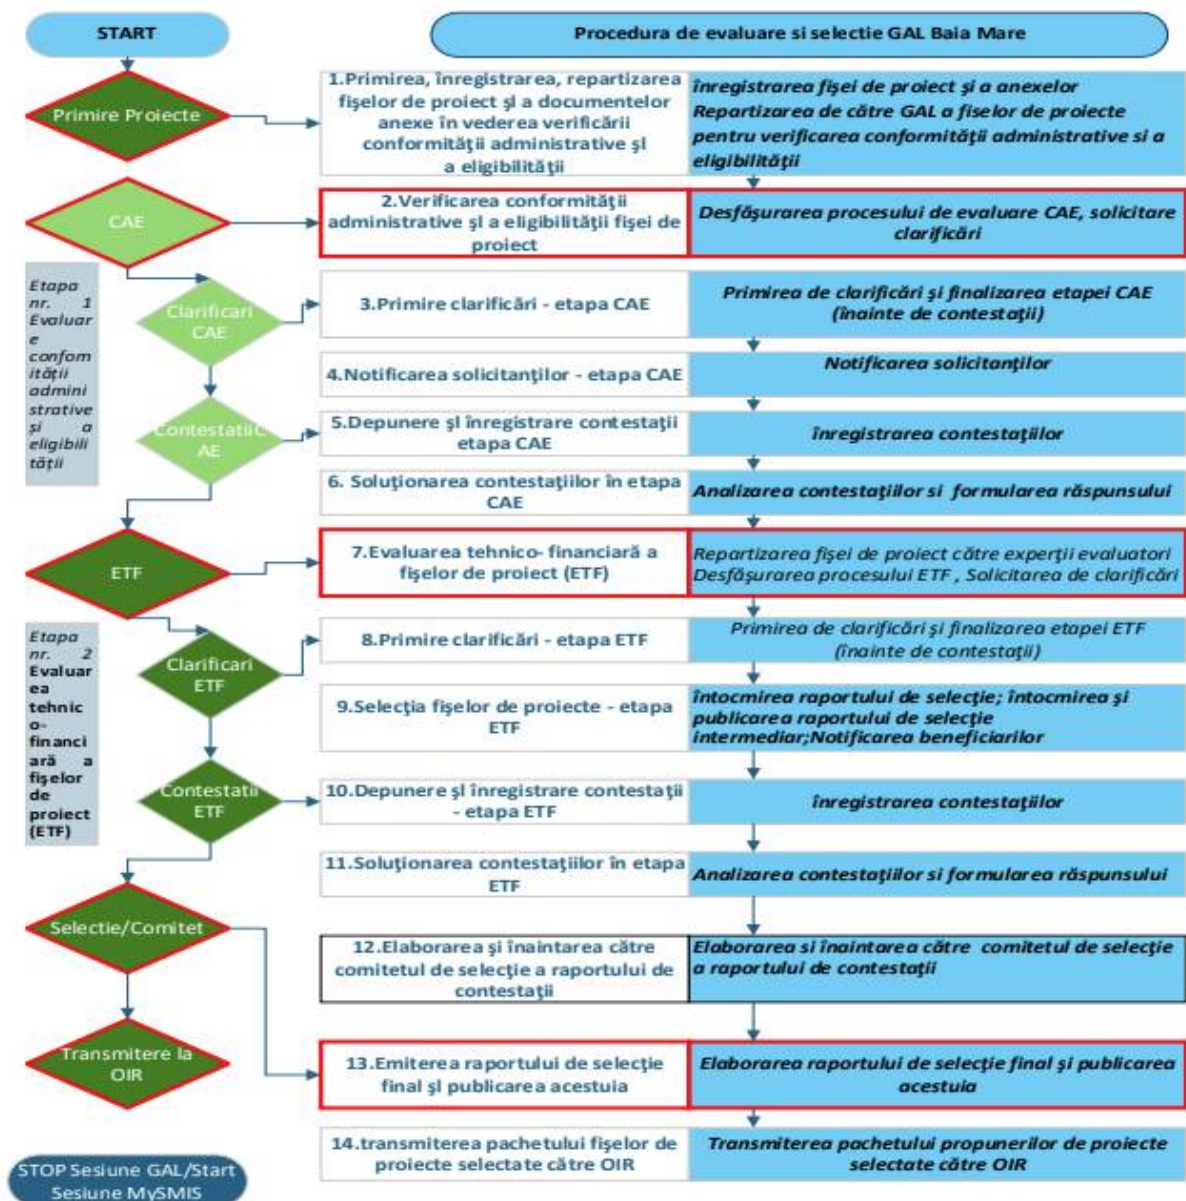 START
Procedura de evaluare si selectie GAL Baia Mare
Primire Proiecte
1.Primirea, înregistrarea, repartizarea
fişelor de proiect şl a documentelor
anexe în vederea verificării
conformităţii administrative şl
a eligibilităţii
înregistrarea fişei de proiect şi a anexelor
Repartizarea de către GAL a fiselor de proiecte
pentru verificarea conformităţii administrative si a
eligibilităţii
CAE
2.Verificarea conformităţii
administrative şl a eligibilităţii fişei de
proiect
Desfăşurarea procesului de evaluare CAE, solicitare
clarificări
Etapa
nr. 1
Evaluar
e
confom
ităţii
admini
strative
şi a
eligibili
tăţii
Clarificari
CAE
3.Primire clarificări - etapa CAE
Primirea de clarificări şi finalizarea etapei CAE
(înainte de contestaţii)
4.Notificarea solicitanţilor - etapa CAE
Notificarea solicitanţilor
Contestatii C
AE
5.Depunere şl înregistrare contestaţii
etapa CAE
înregistrarea contestaţiilor
6. Soluţionarea contestaţiilor în etapa
CAE
Analizarea contestaţiilor si formularea răspunsului
ETF
7.Evaluarea tehnico- financiară a
fişelor de proiect (ETF)
Repartizarea fişei de proiect către experţii evaluatori
Desfăşurarea procesului ETF , Solicitarea de clarificări
Etapa
nr. 2
Evaluar
ea
tehnic
o-
financi
ară a
fişelor
de
proiect
(ETF)
Clarificari
ETF
8.Primire clarificări - etapa ETF
Primirea de clarificări şi finalizarea etapei ETF
(înainte de contestaţii)
9.Selecţia fişelor de proiecte - etapa
ETF
întocmirea raportului de selecţie; întocmirea şi
publicarea raportului de selecţie
intermediar;Notificarea beneficiarilor
Contestatii
ETF
10.Depunere şl înregistrare contestaţii
- etapa ETF
înregistrarea contestaţiilor
11.Soluţionarea contestaţiilor în etapa
ETF
Analizarea contestaţiilor si formularea răspunsului
Selectie/Comitet
12.Elaborarea şi înaintarea către
comitetul de selecţie a raportului de
contestaţii
Elaborarea si înaintarea către comitetul de selecţie
a raportului de contestaţii
Transmitere la
OIR
13.Emiterea raportului de selecţie
final şl publicarea acestuia
Elaborarea raportului de selecţie final şi publicarea
acestuia
14.transmiterea pachetului fişelor de
proiecte selectate către OIR
Transmiterea pachetului propunerilor de proiecte
selectate către OIR
STOP Sesiune GAL/Start
Sesiune MySMIS